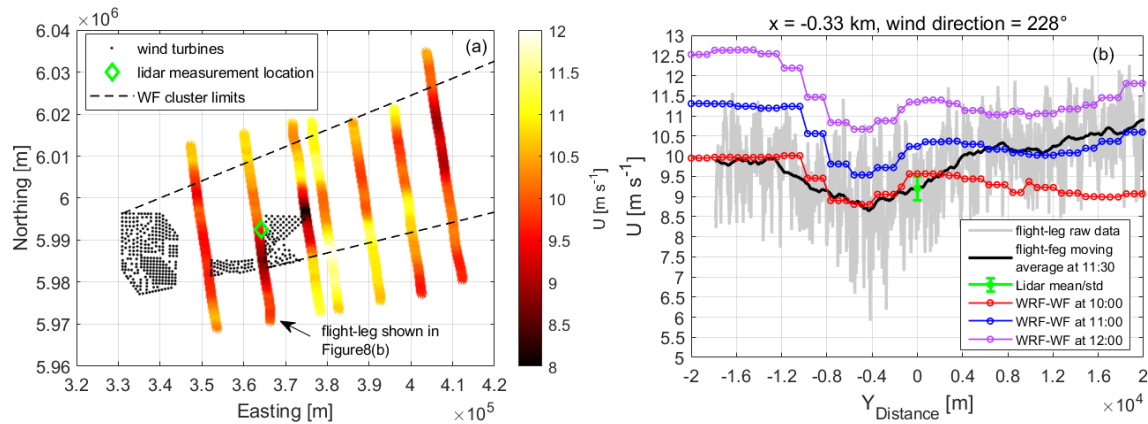 × 10⁶
6.04
6.03
6.02
6.01
6
5.99
5.98
5.97
5.96
Northing [m]
wind turbines
lidar measurement location
WF cluster limits
(a)
flight-leg shown in
Figure8(b)
3.2 3.3 3.4 3.5 3.6 3.7 3.8 3.9 4 4.1 4.2
Easting [m]
× 10⁵
12
11.5
11
10.5
10
9.5
9
8.5
8
U [m s⁻¹]
x = -0.33 km, wind direction = 228°
(b)
13
12.5
12
11.5
11
10.5
10
9.5
9
8.5
8
7.5
7
6.5
6
5.5
5
U [m s⁻¹]
flight-leg raw data
flight-feg moving
average at 11:30
Lidar mean/std
WRF-WF at 10:00
WRF-WF at 11:00
WRF-WF at 12:00
-2 -1.6 -1.2 -0.8 -0.4 0 0.4 0.8 1.2 1.6 2
Y_Distance [m]
× 10⁴